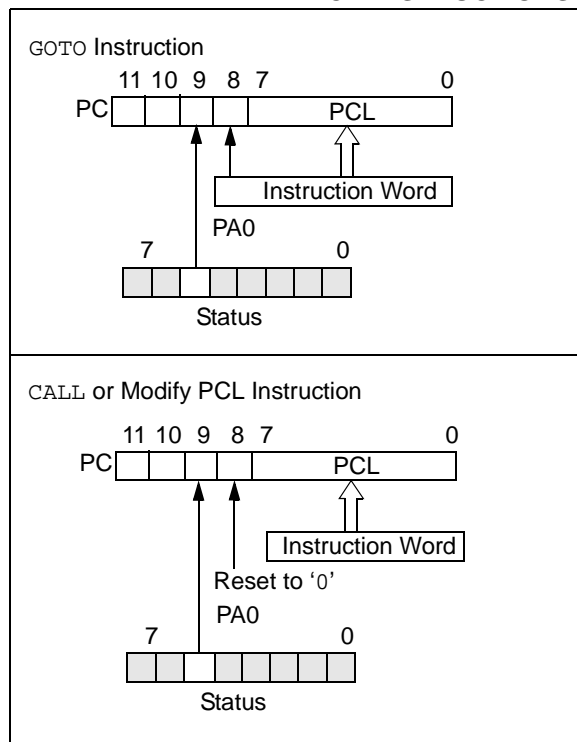 GOTO Instruction
11 10 9 8 7 0
PC
PCL
Instruction Word
PA0
7 0
Status
CALL or Modify PCL Instruction
11 10 9 8 7 0
PC
PCL
Instruction Word
Reset to ‘0’
PA0
7 0
Status